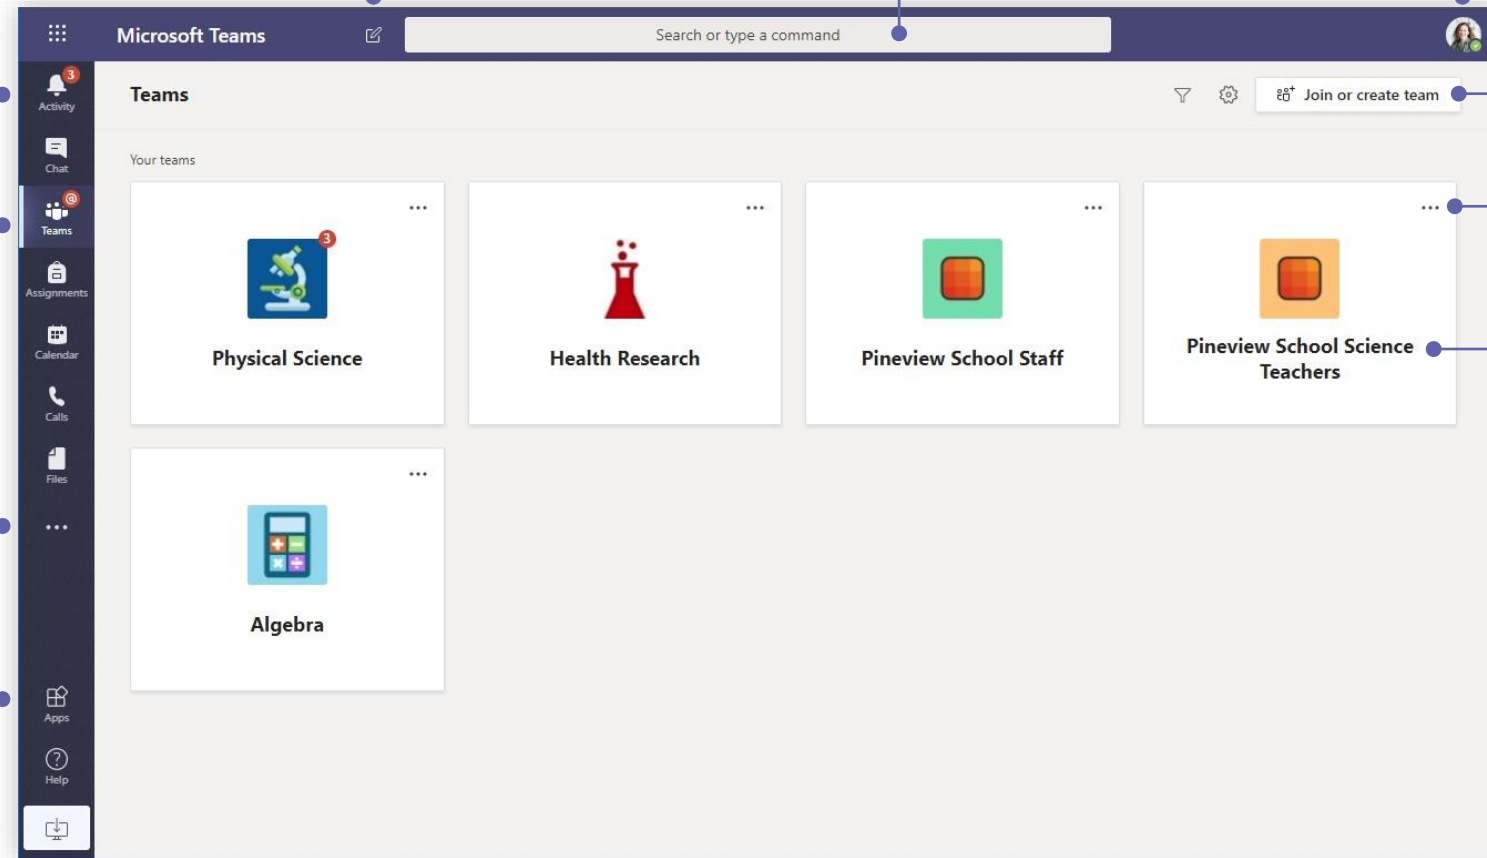 Microsoft Teams
Search or type a command
3
Activity
Chat
@
Teams
Assignments
Calendar
Calls
Files
Apps
Help
Teams
Join or create team
Your teams
3
Physical Science
Health Research
Pineview School Staff
Pineview School Science
Teachers
Algebra